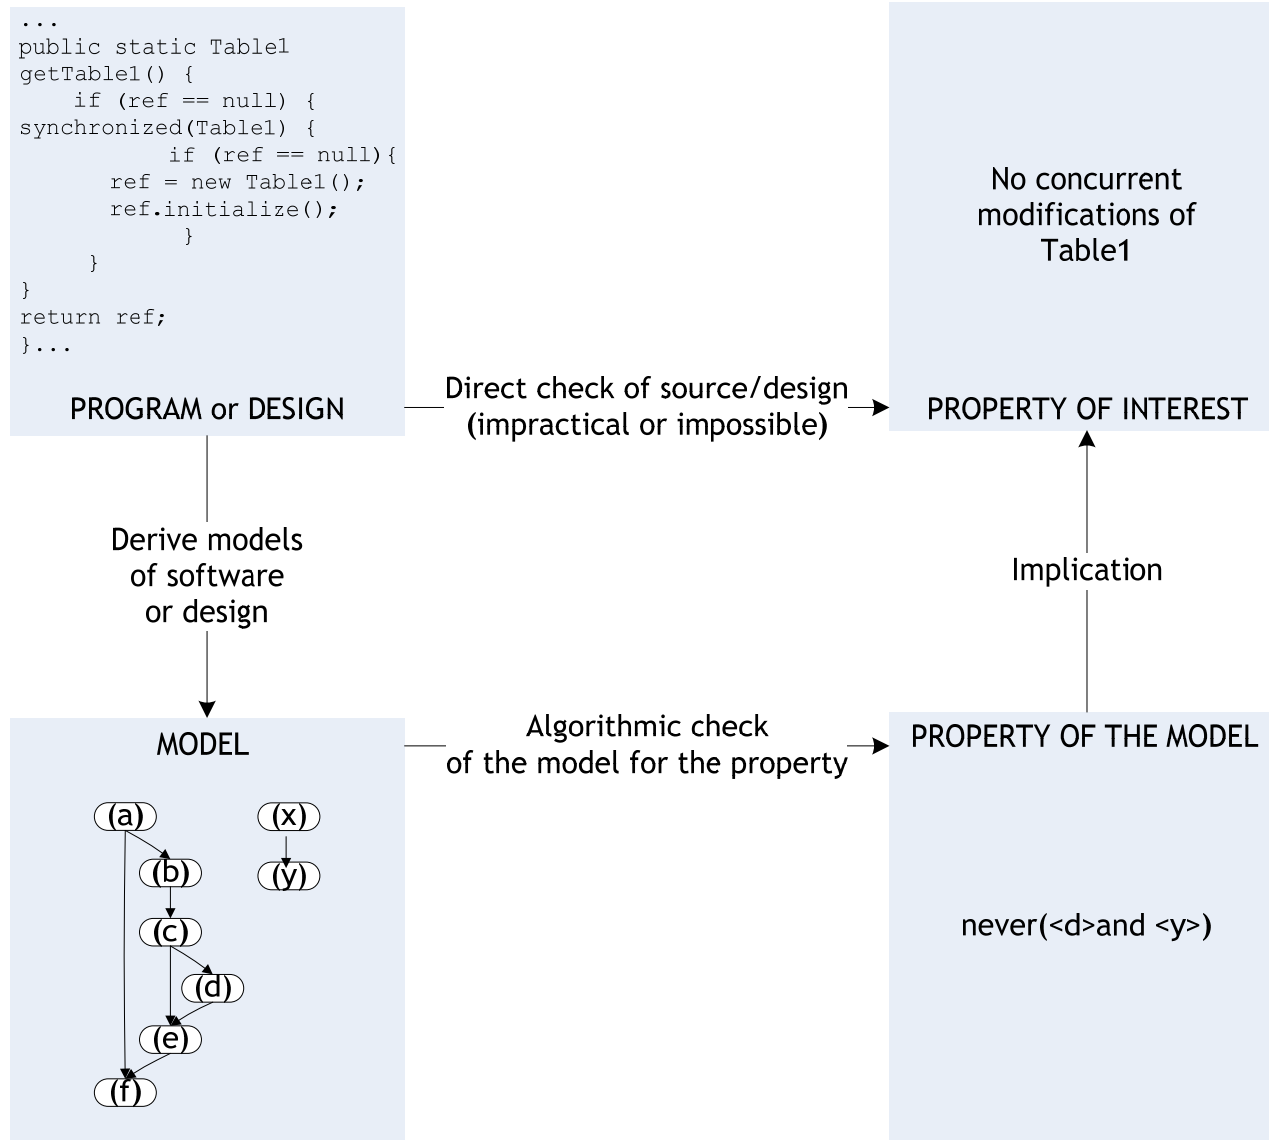 ...
public static Table1
getTable1() {
if (ref == null) {
synchronized(Table1) {
if (ref == null){
ref = new Table1();
ref.initialize();
}
}
}
return ref;
}...
PROGRAM or DESIGN
No concurrent
modifications of
Table1
PROPERTY OF INTEREST
Direct check of source/design
(impractical or impossible)
Derive models
of software
or design
Implication
MODEL
(a)
(x)
(b)
(y)
(c)
(d)
(e)
(f)
Algorithmic check
of the model for the property
PROPERTY OF THE MODEL
never(<d>and <y>)